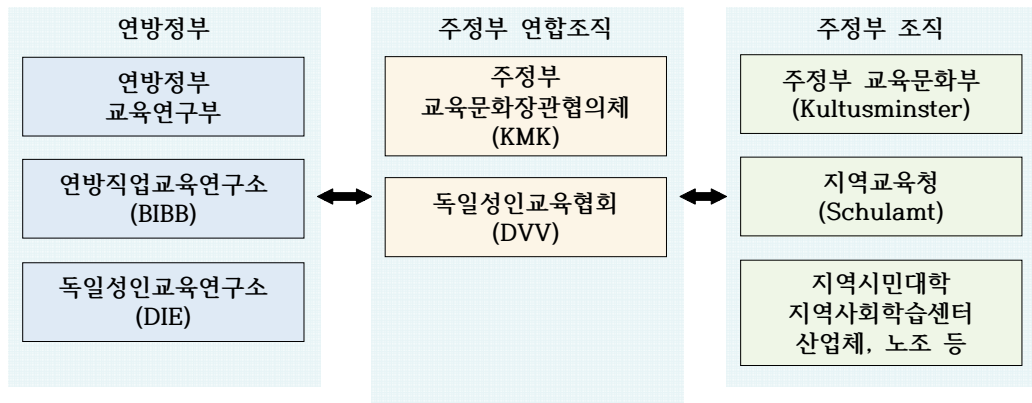 연방정부
연방정부
교육연구부
연방직업교육연구소
(BIBB)
독일성인교육연구소
(DIE)
주정부 연합조직
주정부
교육문화장관협의체
(KMK)
독일성인교육협회
(DVV)
주정부 조직
주정부 교육문화부
(Kultusminster)
지역교육청
(Schulamt)
지역시민대학
지역사회학습센터
산업체, 노조 등